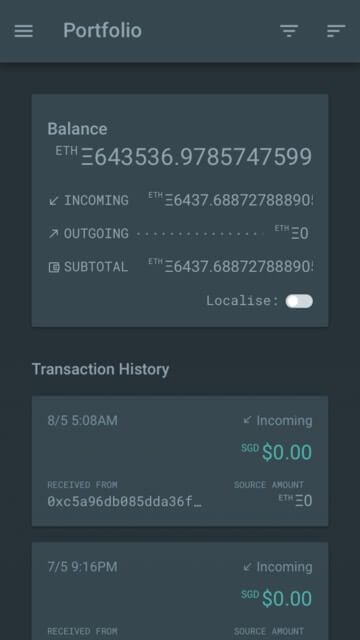 Portfolio
Balance
ETH Ξ643536.9785747599
INCOMING ETH Ξ6437.68872788890
OUTGOING ETH Ξ0
SUBTOTAL ETH Ξ6437.68872788890
Localise:
Transaction History
8/5 5:08AM Incoming
SGD $0.00
RECEIVED FROM SOURCE AMOUNT
0xc5a96db085dda36f… ETH Ξ0
7/5 9:16PM Incoming
SGD $0.00
RECEIVED FROM SOURCE AMOUNT